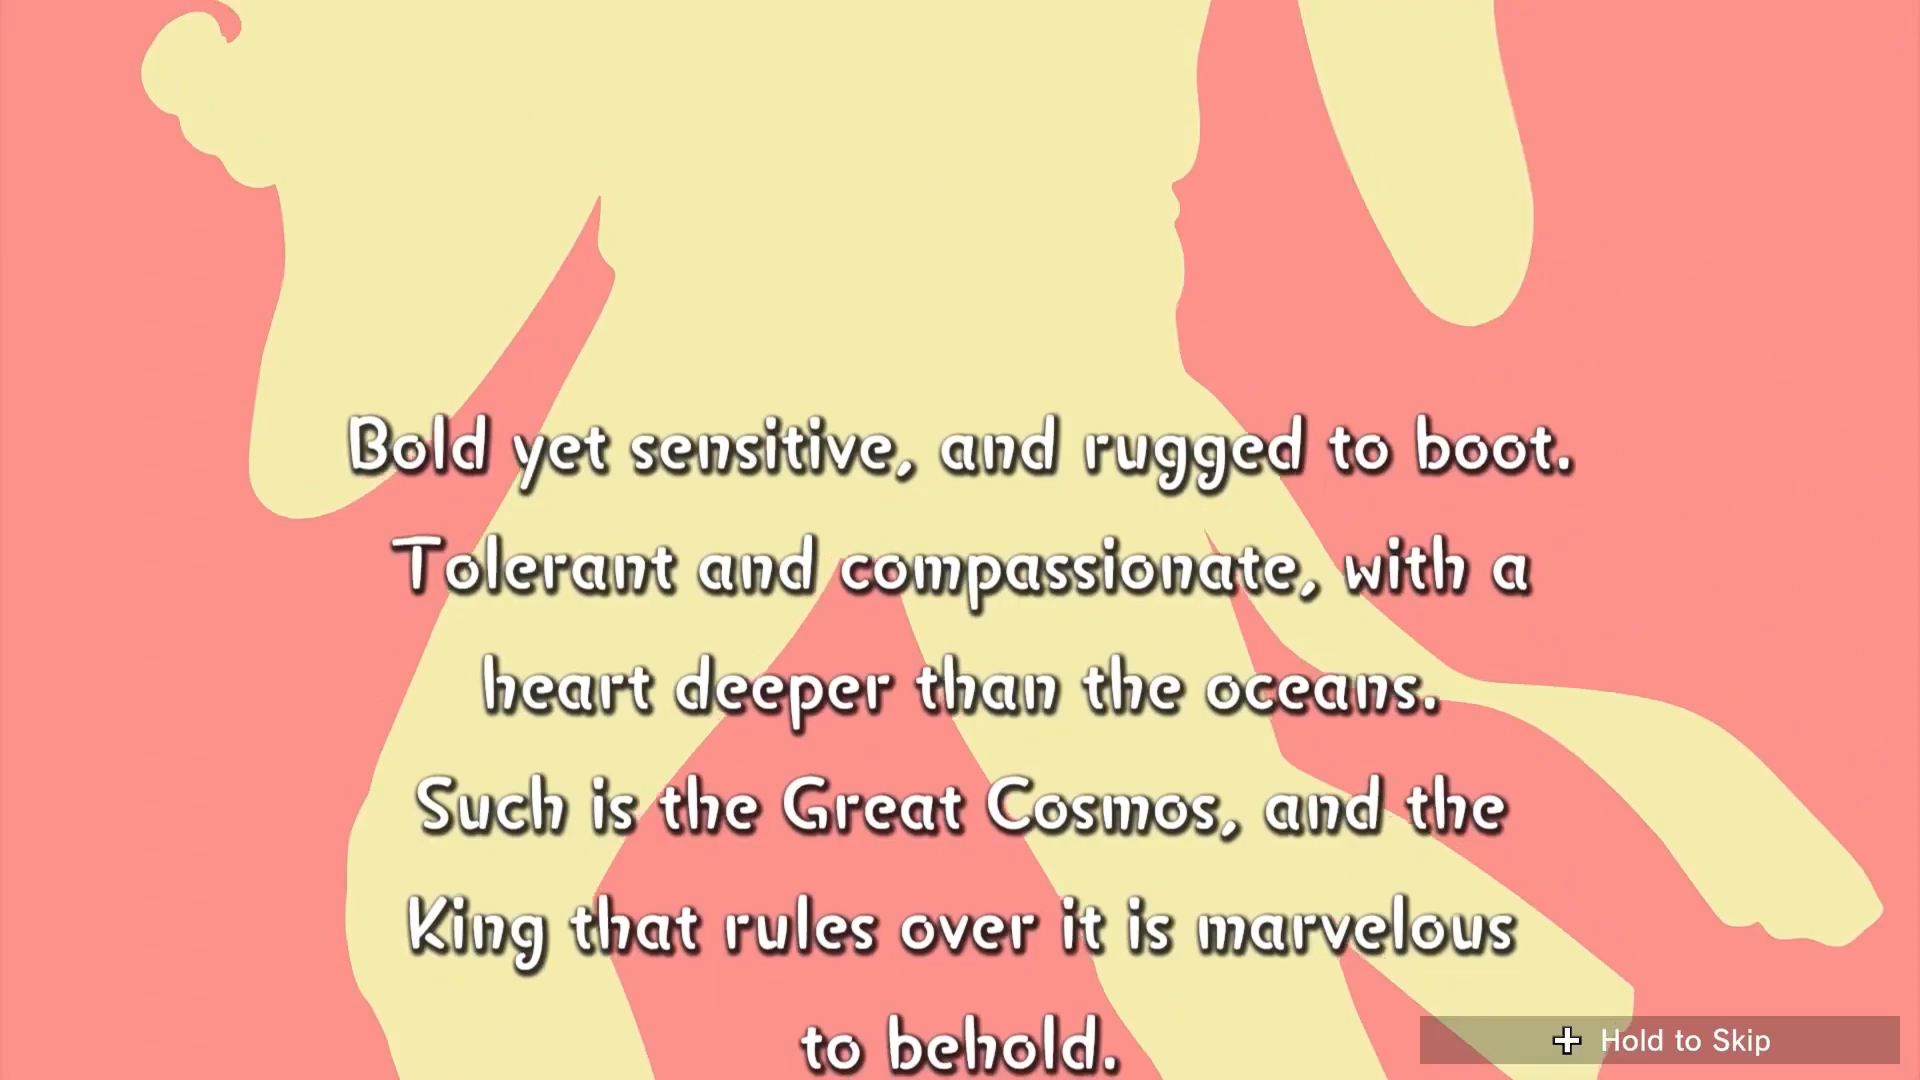 Bold yet sensitive, and rugged to boot.
Tolerant and compassionate, with a
heart deeper than the oceans.
Such is the Great Cosmos, and the
King that rules over it is marvelous
to behold.
Hold to Skip